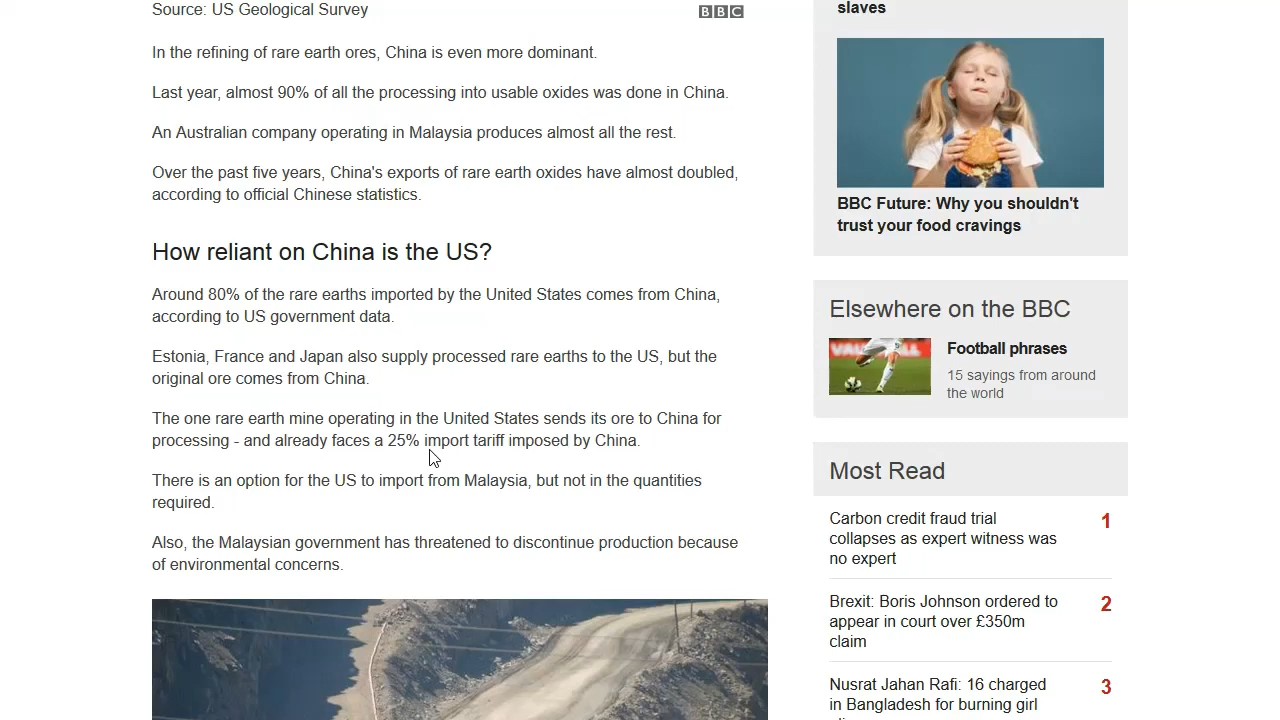 Source: US Geological Survey
BBC
In the refining of rare earth ores, China is even more dominant.
Last year, almost 90% of all the processing into usable oxides was done in China.
An Australian company operating in Malaysia produces almost all the rest.
Over the past five years, China's exports of rare earth oxides have almost doubled,
according to official Chinese statistics.
How reliant on China is the US?
Around 80% of the rare earths imported by the United States comes from China,
according to US government data.
Estonia, France and Japan also supply processed rare earths to the US, but the
original ore comes from China.
The one rare earth mine operating in the United States sends its ore to China for
processing - and already faces a 25% import tariff imposed by China.
There is an option for the US to import from Malaysia, but not in the quantities
required.
Also, the Malaysian government has threatened to discontinue production because
of environmental concerns.
slaves
BBC Future: Why you shouldn't
trust your food cravings
Elsewhere on the BBC
Football phrases
15 sayings from around
the world
Most Read
Carbon credit fraud trial
collapses as expert witness was
no expert
1
Brexit: Boris Johnson ordered to
appear in court over £350m
claim
2
Nusrat Jahan Rafi: 16 charged
in Bangladesh for burning girl
3